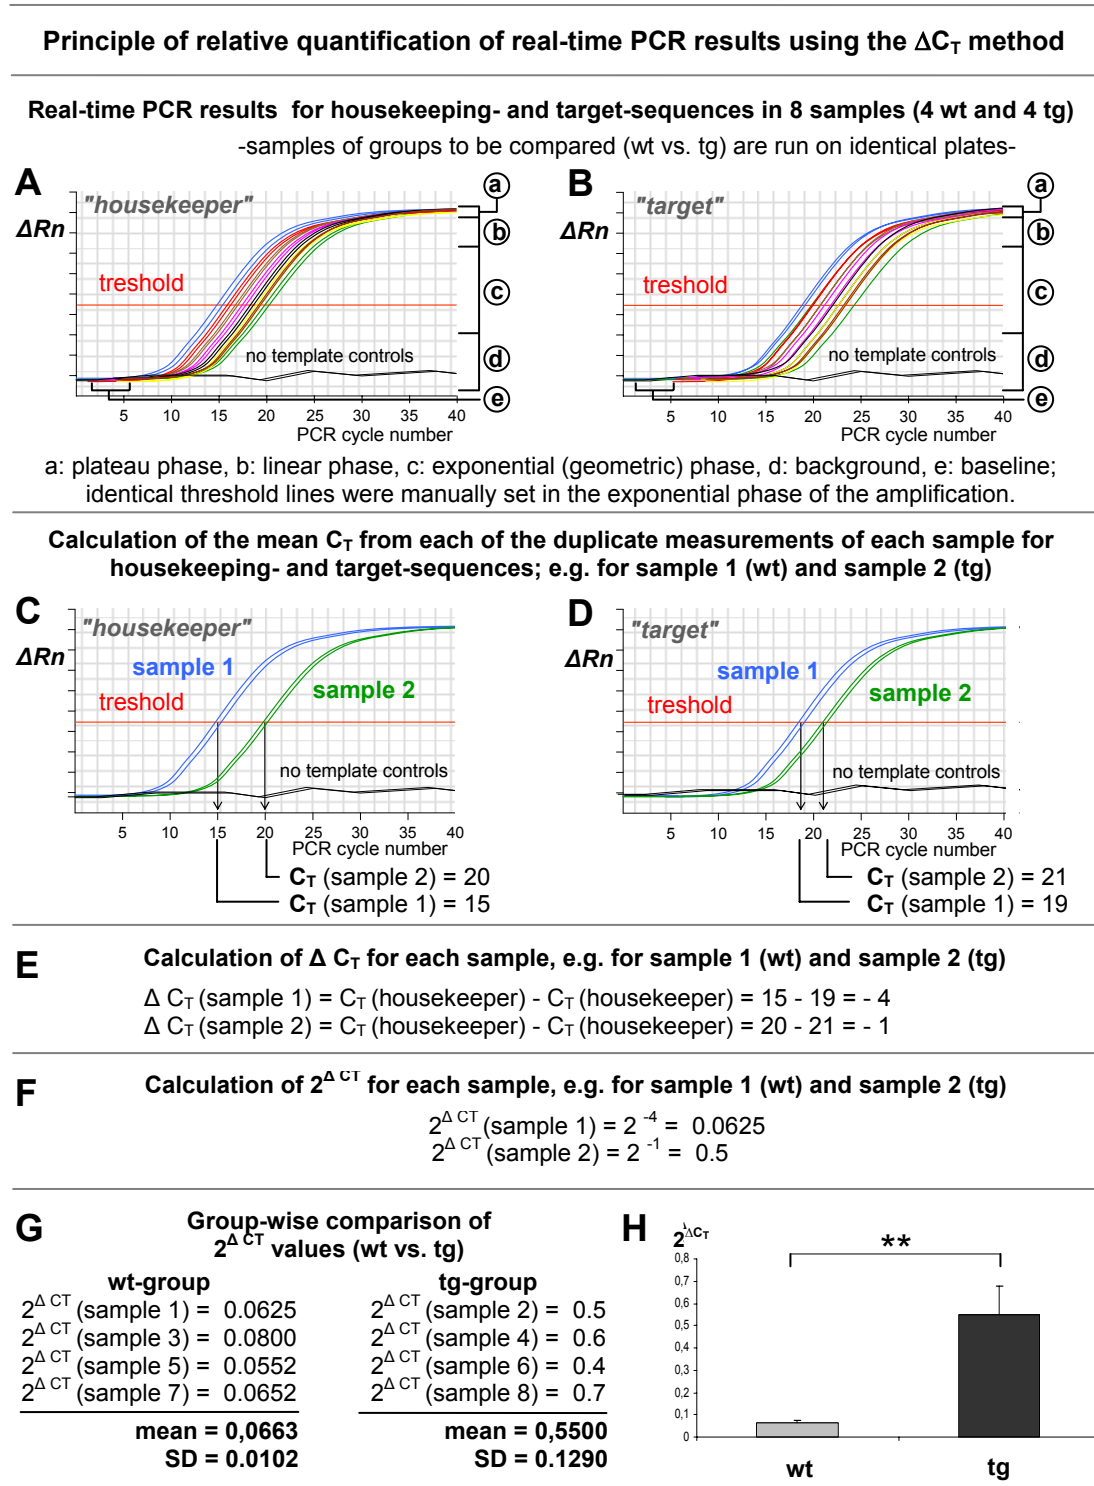 Principle of relative quantification of real-time PCR results using the ΔCT method
Real-time PCR results for housekeeping- and target-sequences in 8 samples (4 wt and 4 tg)
-samples of groups to be compared (wt vs. tg) are run on identical plates-
A
"housekeeper"
ΔRn
treshold
no template controls
a
b
c
d
e
5 10 15 20 25 30 35 40
PCR cycle number
B
"target"
ΔRn
treshold
no template controls
a
b
c
d
e
5 10 15 20 25 30 35 40
PCR cycle number
a: plateau phase, b: linear phase, c: exponential (geometric) phase, d: background, e: baseline;
identical threshold lines were manually set in the exponential phase of the amplification.
Calculation of the mean CT from each of the duplicate measurements of each sample for
housekeeping- and target-sequences; e.g. for sample 1 (wt) and sample 2 (tg)
C
"housekeeper"
ΔRn
sample 1
sample 2
treshold
no template controls
5 10 15 20 25 30 35 40
PCR cycle number
CT (sample 2) = 20
CT (sample 1) = 15
D
"target"
ΔRn
sample 1
sample 2
treshold
no template controls
5 10 15 20 25 30 35 40
PCR cycle number
CT (sample 2) = 21
CT (sample 1) = 19
E
Calculation of Δ CT for each sample, e.g. for sample 1 (wt) and sample 2 (tg)
Δ CT (sample 1) = CT (housekeeper) - CT (housekeeper) = 15 - 19 = - 4
Δ CT (sample 2) = CT (housekeeper) - CT (housekeeper) = 20 - 21 = - 1
F
Calculation of 2^Δ CT for each sample, e.g. for sample 1 (wt) and sample 2 (tg)
2^Δ CT (sample 1) = 2^-4 = 0.0625
2^Δ CT (sample 2) = 2^-1 = 0.5
G
Group-wise comparison of
2^Δ CT values (wt vs. tg)
wt-group
2^Δ CT (sample 1) = 0.0625
2^Δ CT (sample 3) = 0.0800
2^Δ CT (sample 5) = 0.0552
2^Δ CT (sample 7) = 0.0652
mean = 0,0663
SD = 0.0102
tg-group
2^Δ CT (sample 2) = 0.5
2^Δ CT (sample 4) = 0.6
2^Δ CT (sample 6) = 0.4
2^Δ CT (sample 8) = 0.7
mean = 0,5500
SD = 0.1290
H
2^ΔCT
**
0,8
0,7
0,6
0,5
0,4
0,3
0,2
0,1
0
wt tg